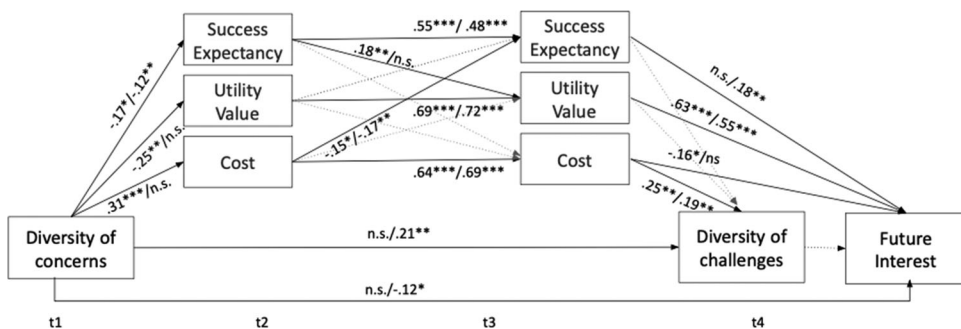 Success
Expectancy
Utility
Value
Cost
Diversity of
concerns
-.17*/-.12**
-.25**/n.s.
.31***/n.s.
.55***/.48***
.18**/n.s.
.69***/.72***
-.15*/-.17**
.64***/.69***
Success
Expectancy
Utility
Value
Cost
n.s./.18**
.63***/.55***
-.16*/ns
.25**/.19**
n.s./.21**
Diversity of
challenges
Future
Interest
n.s./-.12*
t1
t2
t3
t4